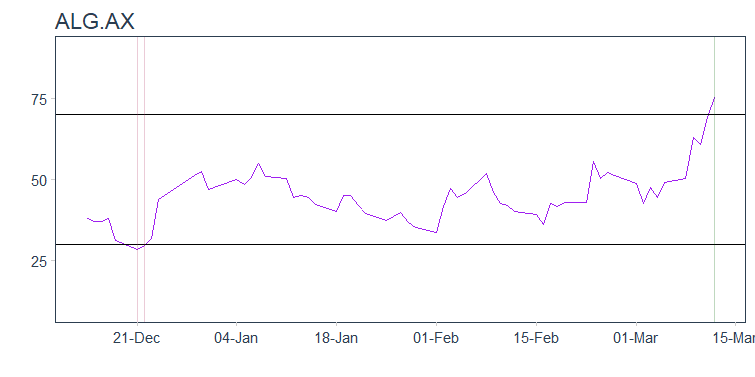 ALG.AX
75
50
25
21-Dec
04-Jan
18-Jan
01-Feb
15-Feb
01-Mar
15-Mar